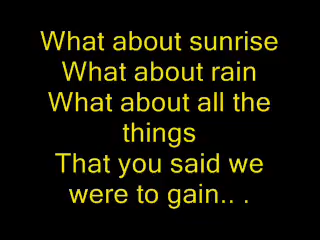 What about sunrise
What about rain
What about all the
things
That you said we
were to gain.. .